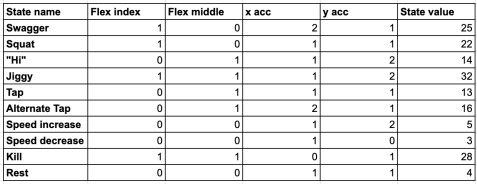 State name Flex index Flex middle x acc y acc State value
Swagger 1 0 2 1 25
Squat 1 0 1 1 22
"Hi" 0 1 1 2 14
Jiggy 1 1 1 2 32
Tap 0 1 1 1 13
Alternate Tap 0 1 2 1 16
Speed increase 0 0 1 2 5
Speed decrease 0 0 1 0 3
Kill 1 1 0 1 28
Rest 0 0 1 1 4